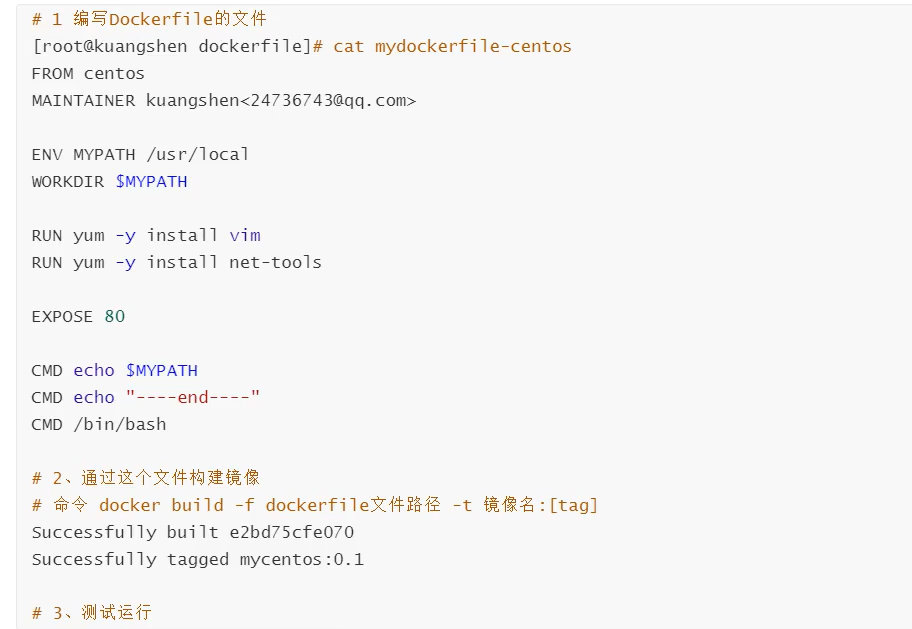 # 1 编写Dockerfile的文件
[root@kuangshen dockerfile]# cat mydockerfile-centos
FROM centos
MAINTAINER kuangshen<24736743@qq.com>
ENV MYPATH /usr/local
WORKDIR $MYPATH
RUN yum -y install vim
RUN yum -y install net-tools
EXPOSE 80
CMD echo $MYPATH
CMD echo "----end----"
CMD /bin/bash
# 2、通过这个文件构建镜像
# 命令 docker build -f dockerfile文件路径 -t 镜像名:[tag]
Successfully built e2bd75cfe070
Successfully tagged mycentos:0.1
# 3、测试运行